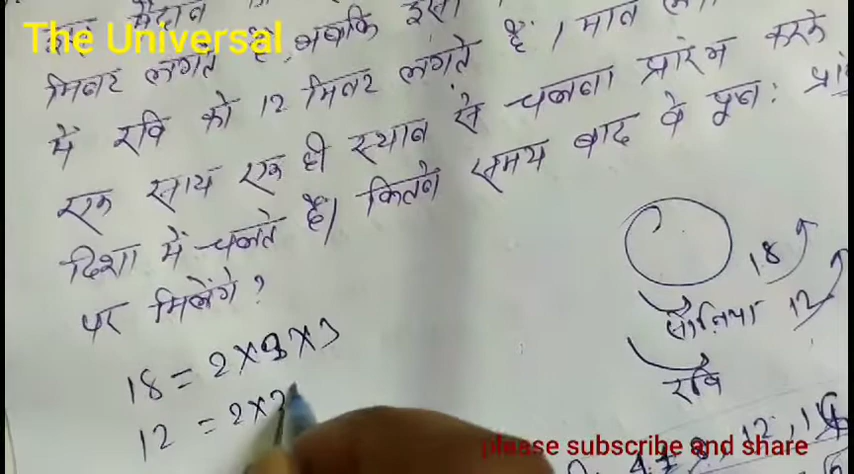 The Universal
मिनट लगते हैं, जबकि इसी
में रवि को 12 मिनट लगते हैं। मान
एक साथ एक ही स्थान से चलना प्रारंभ करके
दिशा में चलते हैं। कितने समय बाद वे पुन:
पर मिलेंगे?
18
सोनिया 12
रवि
18 = 2×3×3
12 = 2×2
please subscribe and share